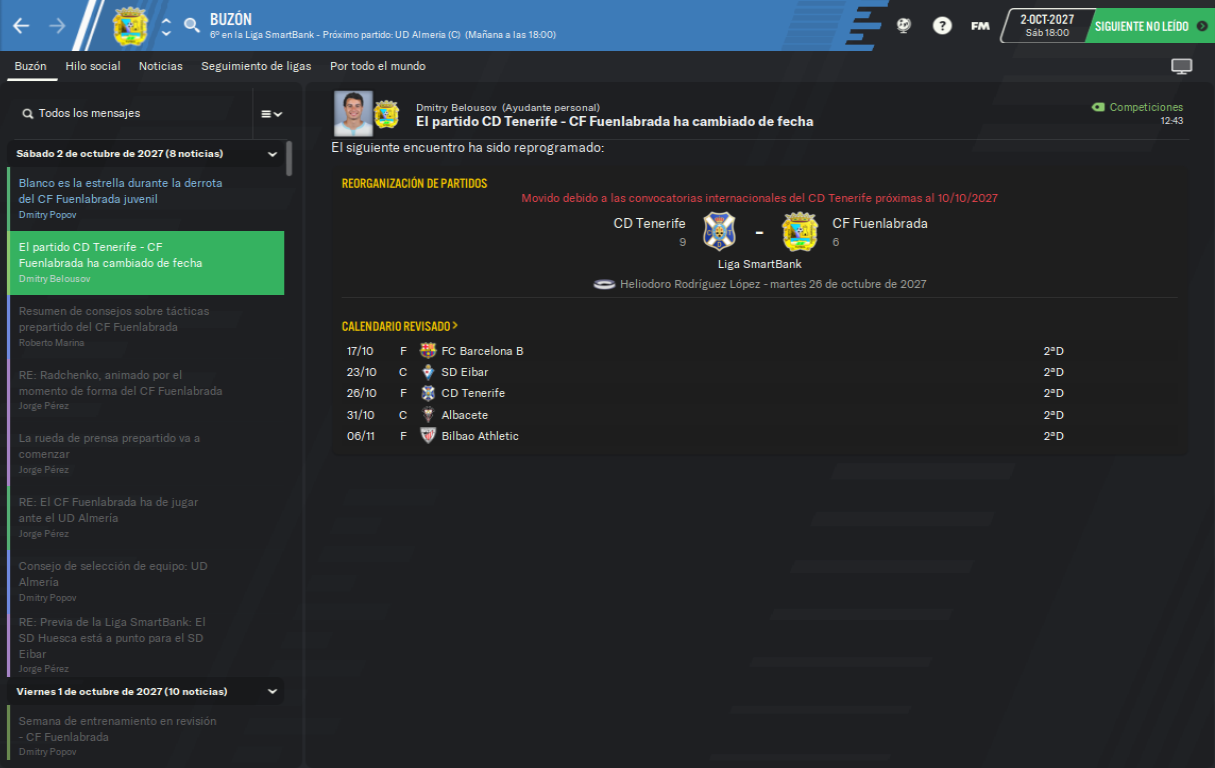 BUZÓN
6º en la Liga SmartBank - Próximo partido: UD Almería (C) (Mañana a las 18:00)
?
FM
2-OCT-2027
Sáb 18:00
SIGUIENTE NO LEÍDO
Buzón
Hilo social
Noticias
Seguimiento de ligas
Por todo el mundo
Todos los mensajes
Sábado 2 de octubre de 2027 (8 noticias)
Blanco es la estrella durante la derrota
del CF Fuenlabrada juvenil
Dmitry Popov
El partido CD Tenerife - CF
Fuenlabrada ha cambiado de fecha
Dmitry Belousov
Resumen de consejos sobre tácticas
prepartido del CF Fuenlabrada
Roberto Marina
RE: Radchenko, animado por el
momento de forma del CF Fuenlabrada
Jorge Pérez
La rueda de prensa prepartido va a
comenzar
Jorge Pérez
RE: El CF Fuenlabrada ha de jugar
ante el UD Almería
Jorge Pérez
Consejo de selección de equipo: UD
Almería
Dmitry Popov
RE: Previa de la Liga SmartBank: El
SD Huesca está a punto para el SD
Eibar
Jorge Pérez
Viernes 1 de octubre de 2027 (10 noticias)
Semana de entrenamiento en revisión
- CF Fuenlabrada
Dmitry Popov
Dmitry Belousov (Ayudante personal)
El partido CD Tenerife - CF Fuenlabrada ha cambiado de fecha
Competiciones
12:43
El siguiente encuentro ha sido reprogramado:
REORGANIZACIÓN DE PARTIDOS
Movido debido a las convocatorias internacionales del CD Tenerife próximas al 10/10/2027
CD Tenerife - CF Fuenlabrada
9 6
Liga SmartBank
Heliodoro Rodríguez López - martes 26 de octubre de 2027
CALENDARIO REVISADO >
17/10 F FC Barcelona B 2ªD
23/10 C SD Eibar 2ªD
26/10 F CD Tenerife 2ªD
31/10 C Albacete 2ªD
06/11 F Bilbao Athletic 2ªD